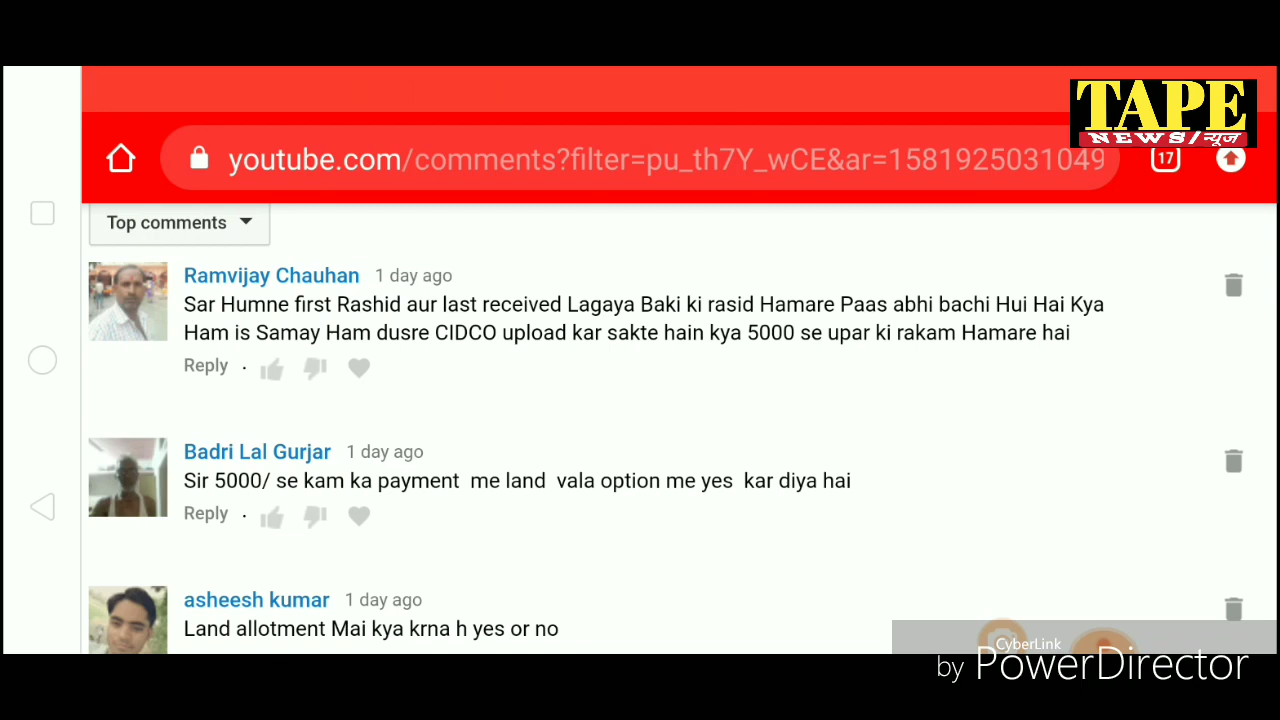 TAPE
NEWS/न्यूज
youtube.com/comments?filter=pu_th7Y_wCE&ar=1581925031049
17
Top comments
Ramvijay Chauhan 1 day ago
Sar Humne first Rashid aur last received Lagaya Baki ki rasid Hamare Paas abhi bachi Hui Hai Kya
Ham is Samay Ham dusre CIDCO upload kar sakte hain kya 5000 se upar ki rakam Hamare hai
Reply
Badri Lal Gurjar 1 day ago
Sir 5000/ se kam ka payment me land vala option me yes kar diya hai
Reply
asheesh kumar 1 day ago
Land allotment Mai kya krna h yes or no
CyberLink
by PowerDirector